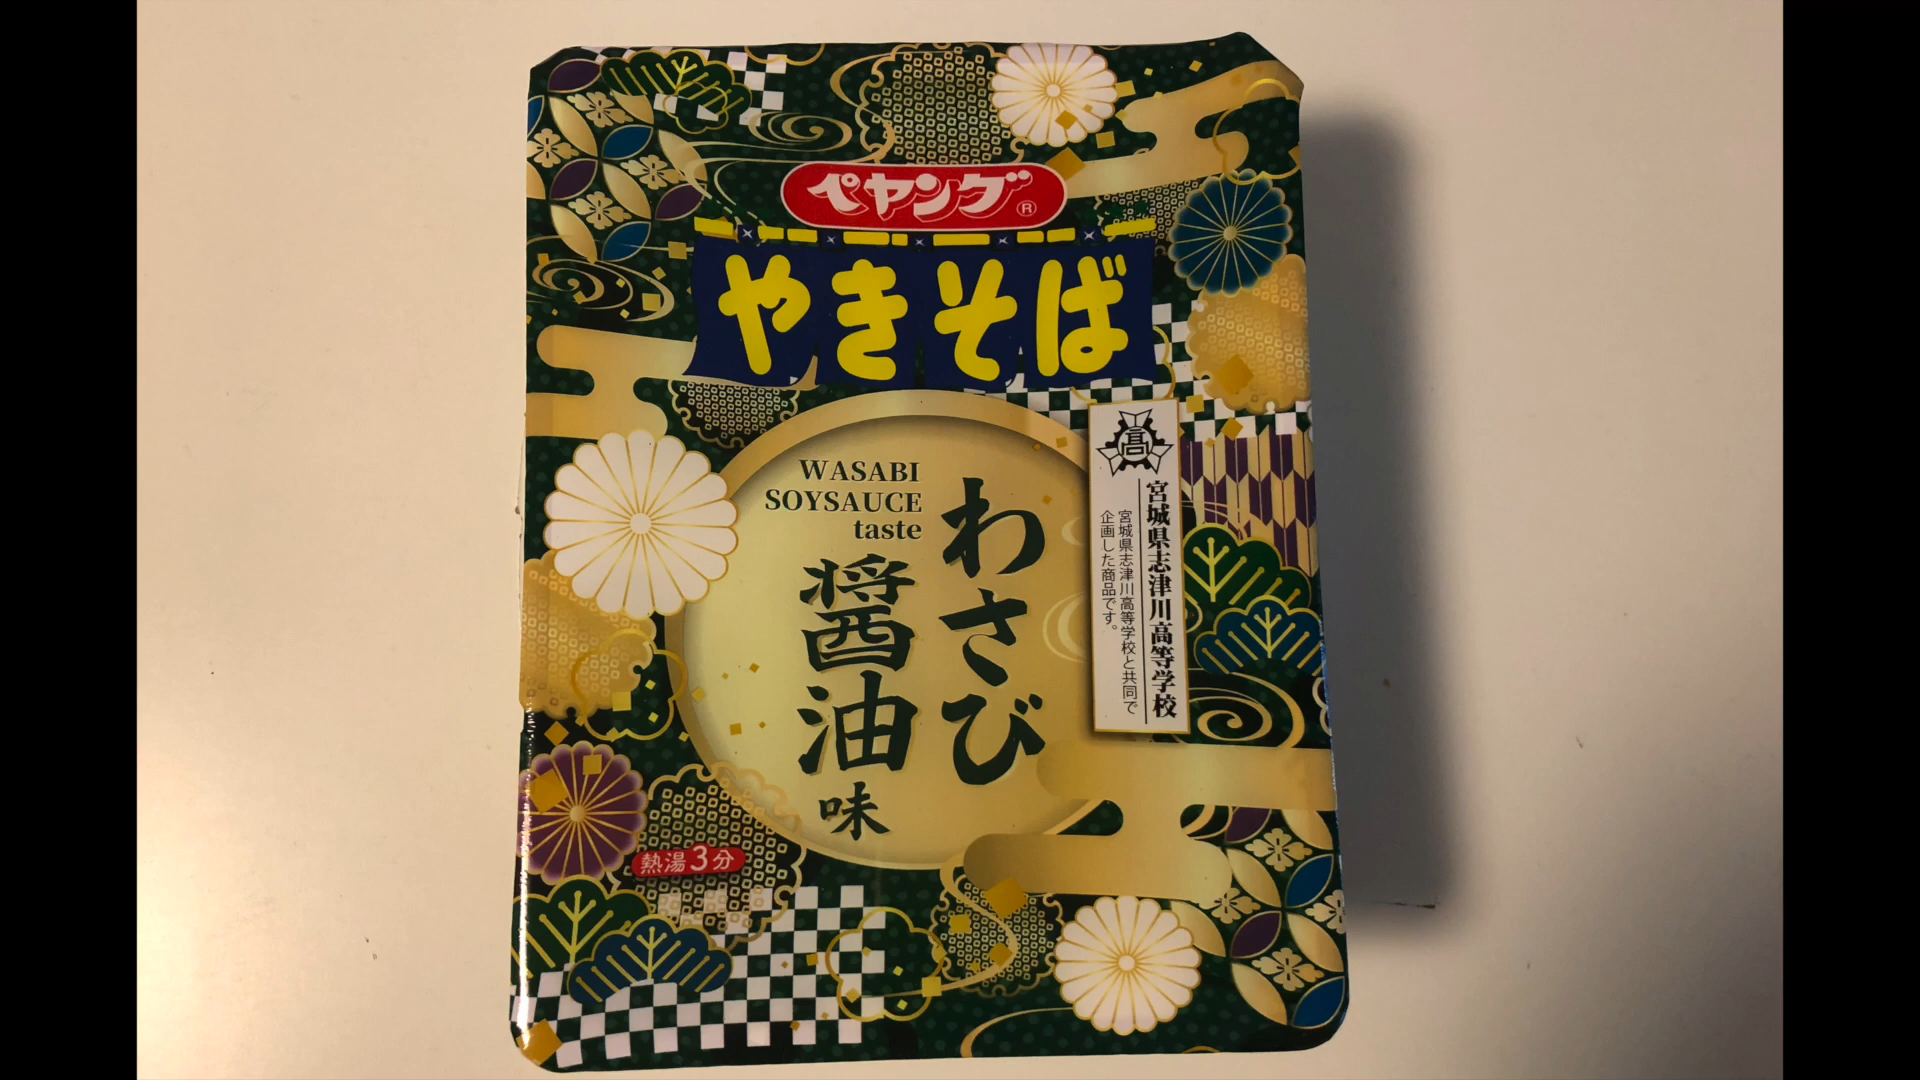 ペヤング®
やきそば
WASABI
SOYSAUCE
taste
わさび
醤油味
高
宮城県志津川高等学校
宮城県志津川高等学校と共同で
企画した商品です。
熱湯3分